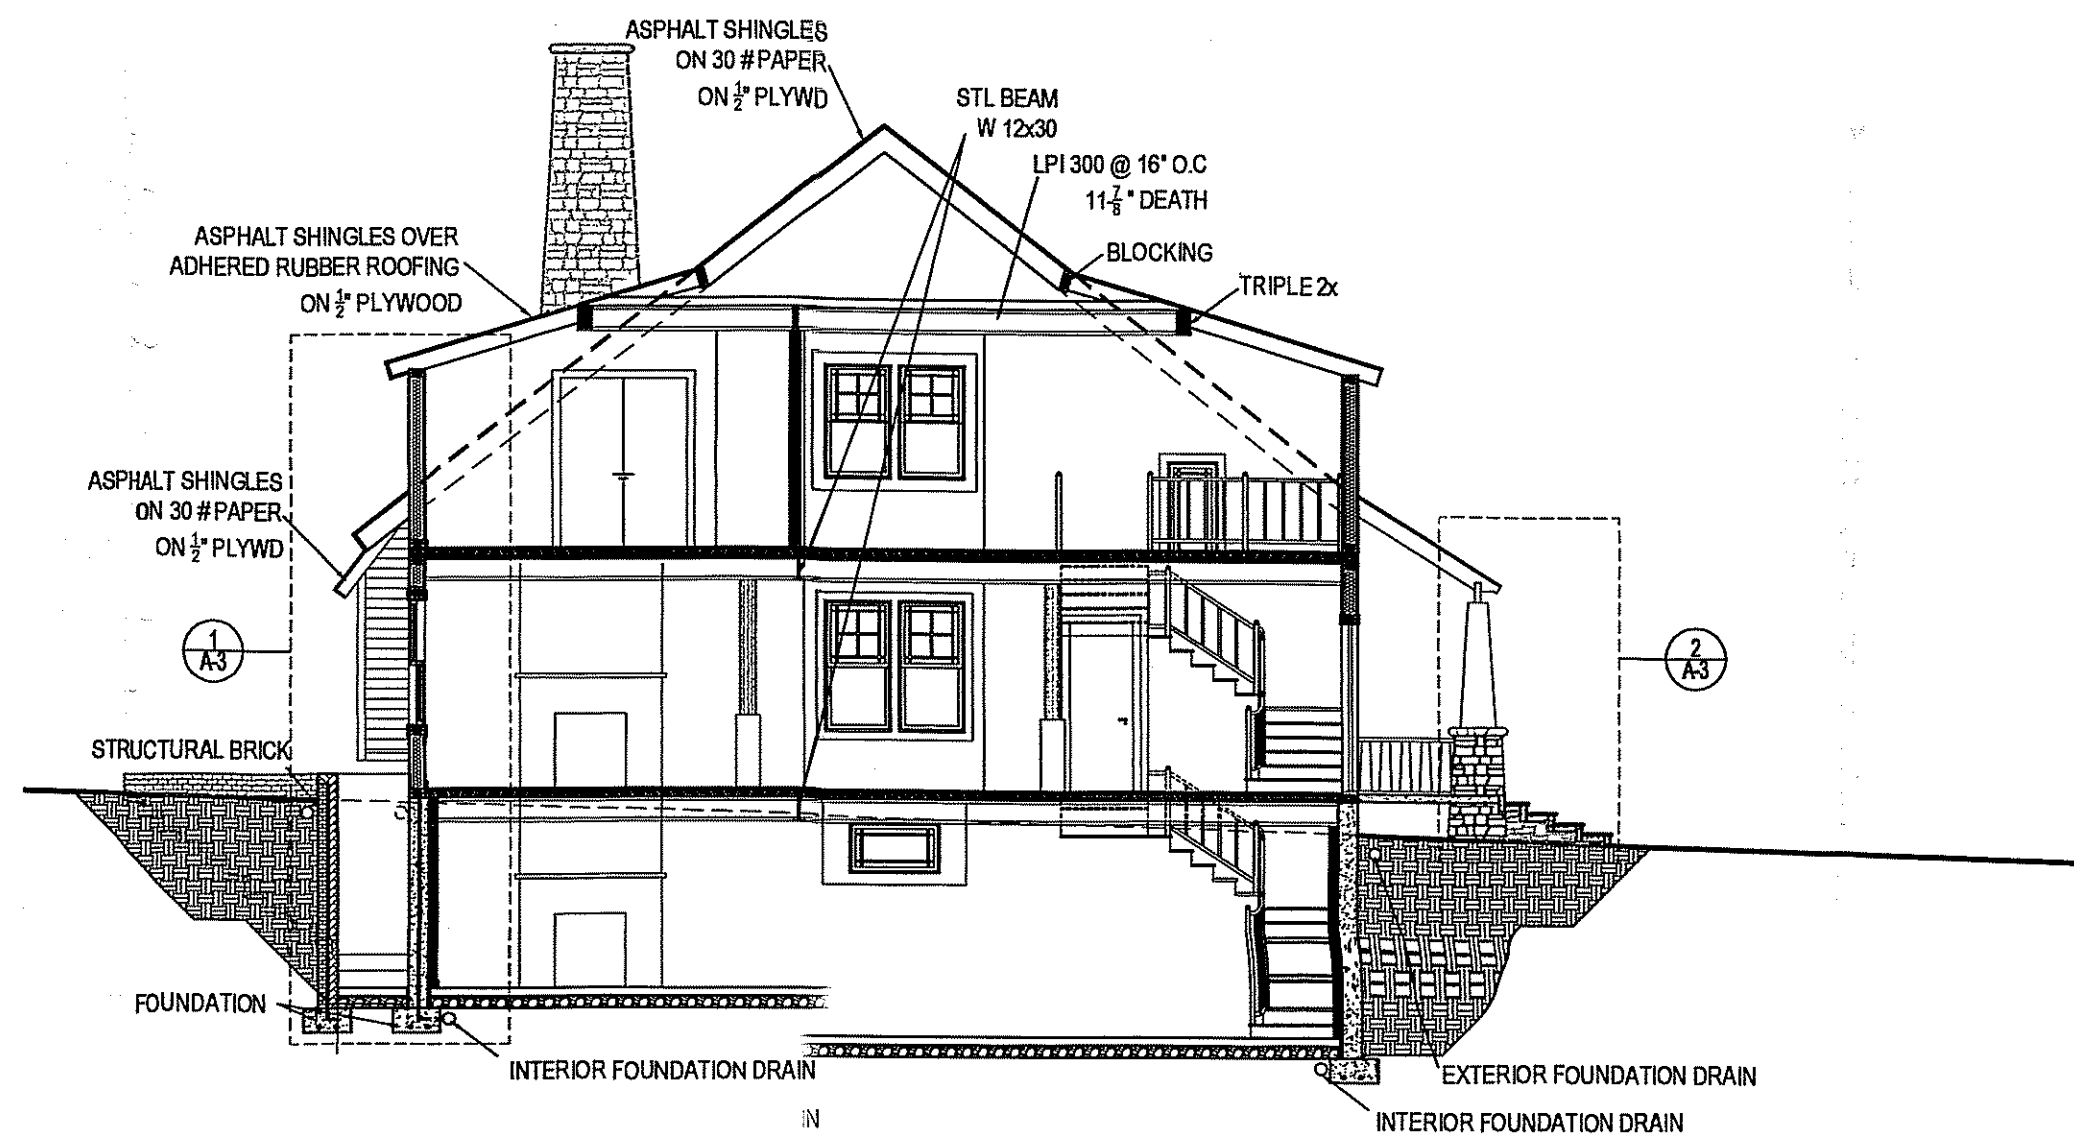 ASPHALT SHINGLES
ON 30 # PAPER
ON 1/2" PLYWD
STL BEAM
W 12x30
LPI 300 @ 16" O.C
11-7/8" DEATH
BLOCKING
TRIPLE 2x
ASPHALT SHINGLES OVER
ADHERED RUBBER ROOFING
ON 1/2" PLYWOOD
ASPHALT SHINGLES
ON 30 # PAPER
ON 1/2" PLYWD
1
A-3
2
A-3
STRUCTURAL BRICK
FOUNDATION
INTERIOR FOUNDATION DRAIN
EXTERIOR FOUNDATION DRAIN
INTERIOR FOUNDATION DRAIN
IN